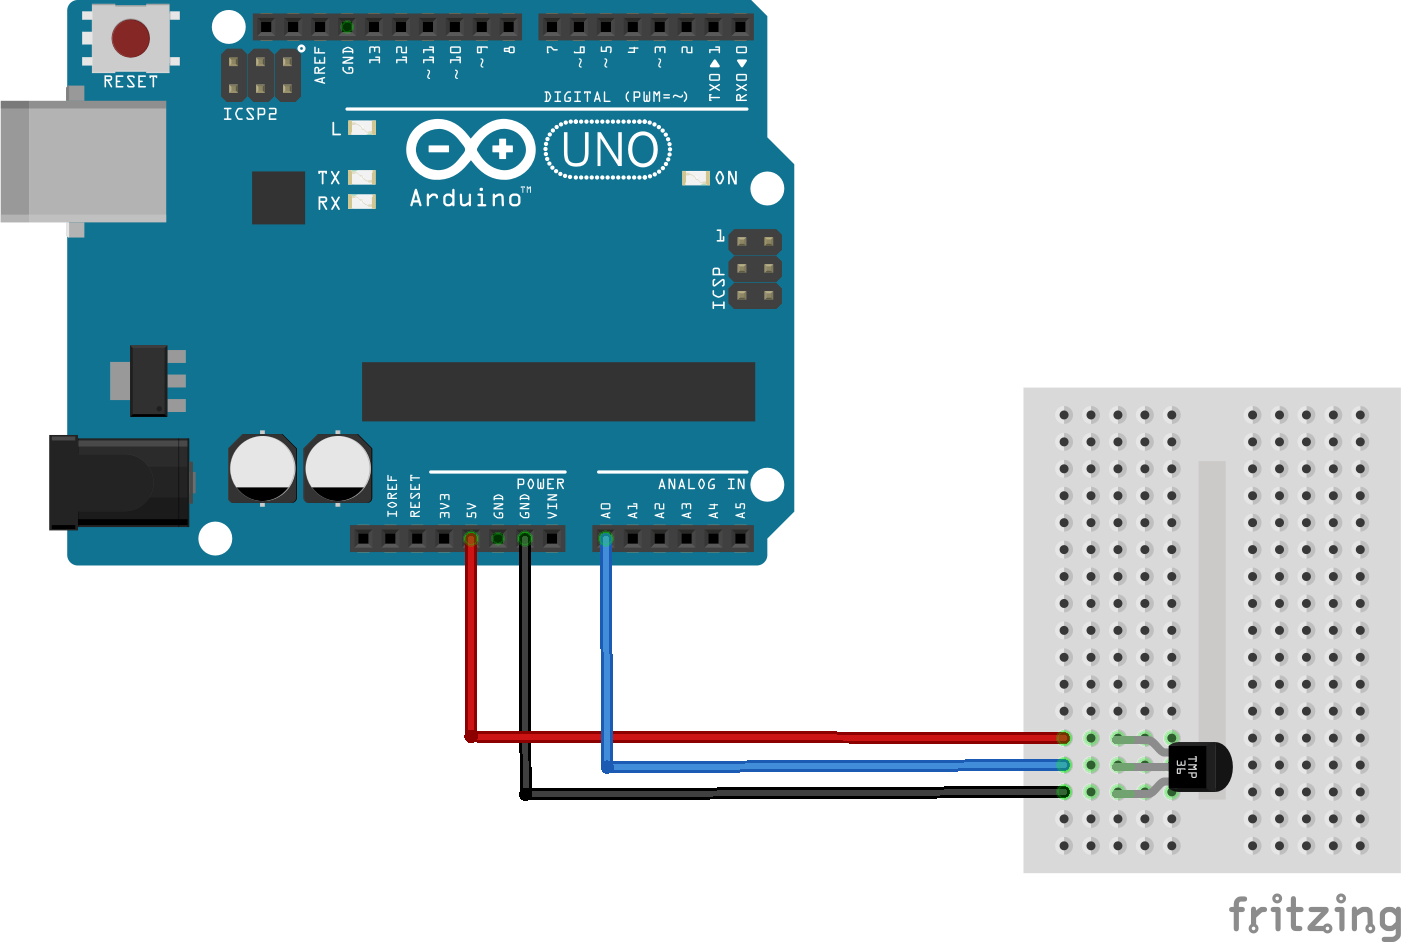 RESET
ICSP2
AREF
GND
13
12
~11
~10
~9
8
7
~6
~5
4
~3
2
TX0▶1
RX0◀0
DIGITAL (PWM=~)
L
TX
RX
Arduino™
UNO
ON
1
ICSP
IOREF
RESET
3V3
5V
GND
GND
VIN
POWER
ANALOG IN
A0
A1
A2
A3
A4
A5
TMP
36
fritzing